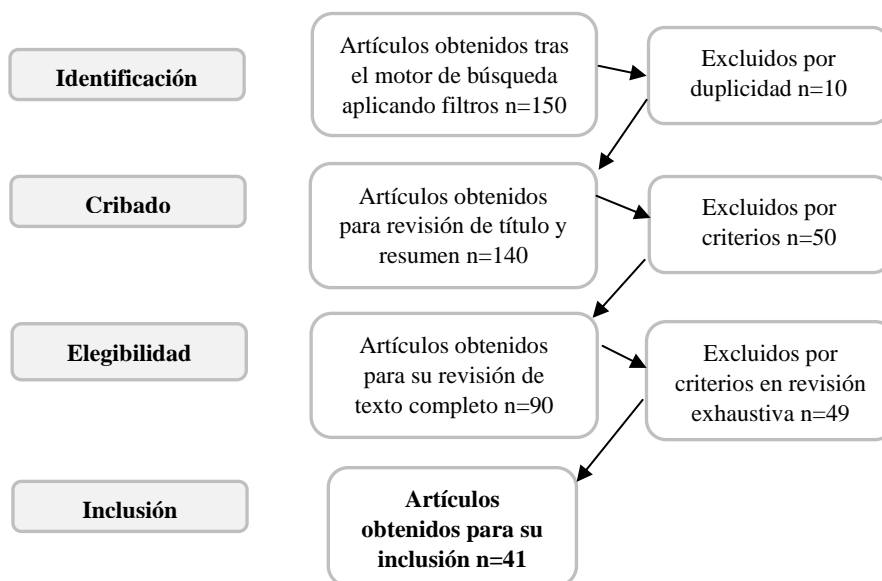 Identificación
Artículos obtenidos tras
el motor de búsqueda
aplicando filtros n=150
Excluidos por
duplicidad n=10
Cribado
Artículos obtenidos
para revisión de título y
resumen n=140
Excluidos por
criterios n=50
Elegibilidad
Artículos obtenidos
para su revisión de
texto completo n=90
Excluidos por
criterios en revisión
exhaustiva n=49
Inclusión
Artículos
obtenidos para su
inclusión n=41